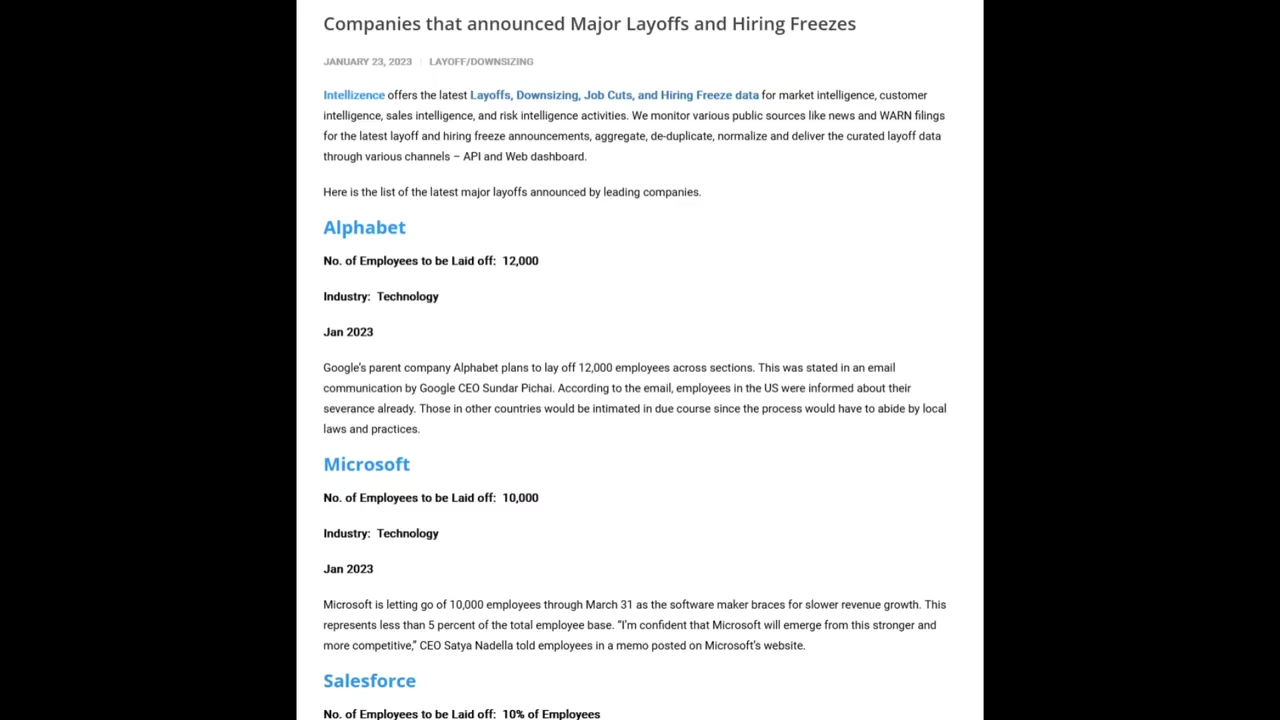 Companies that announced Major Layoffs and Hiring Freezes
JANUARY 23, 2023 | LAYOFF/DOWNSIZING
Intellizence offers the latest Layoffs, Downsizing, Job Cuts, and Hiring Freeze data for market intelligence, customer
intelligence, sales intelligence, and risk intelligence activities. We monitor various public sources like news and WARN filings
for the latest layoff and hiring freeze announcements, aggregate, de-duplicate, normalize and deliver the curated layoff data
through various channels – API and Web dashboard.
Here is the list of the latest major layoffs announced by leading companies.
Alphabet
No. of Employees to be Laid off: 12,000
Industry: Technology
Jan 2023
Google's parent company Alphabet plans to lay off 12,000 employees across sections. This was stated in an email
communication by Google CEO Sundar Pichai. According to the email, employees in the US were informed about their
severance already. Those in other countries would be intimated in due course since the process would have to abide by local
laws and practices.
Microsoft
No. of Employees to be Laid off: 10,000
Industry: Technology
Jan 2023
Microsoft is letting go of 10,000 employees through March 31 as the software maker braces for slower revenue growth. This
represents less than 5 percent of the total employee base. “I'm confident that Microsoft will emerge from this stronger and
more competitive,” CEO Satya Nadella told employees in a memo posted on Microsoft's website.
Salesforce
No. of Employees to be Laid off: 10% of Employees